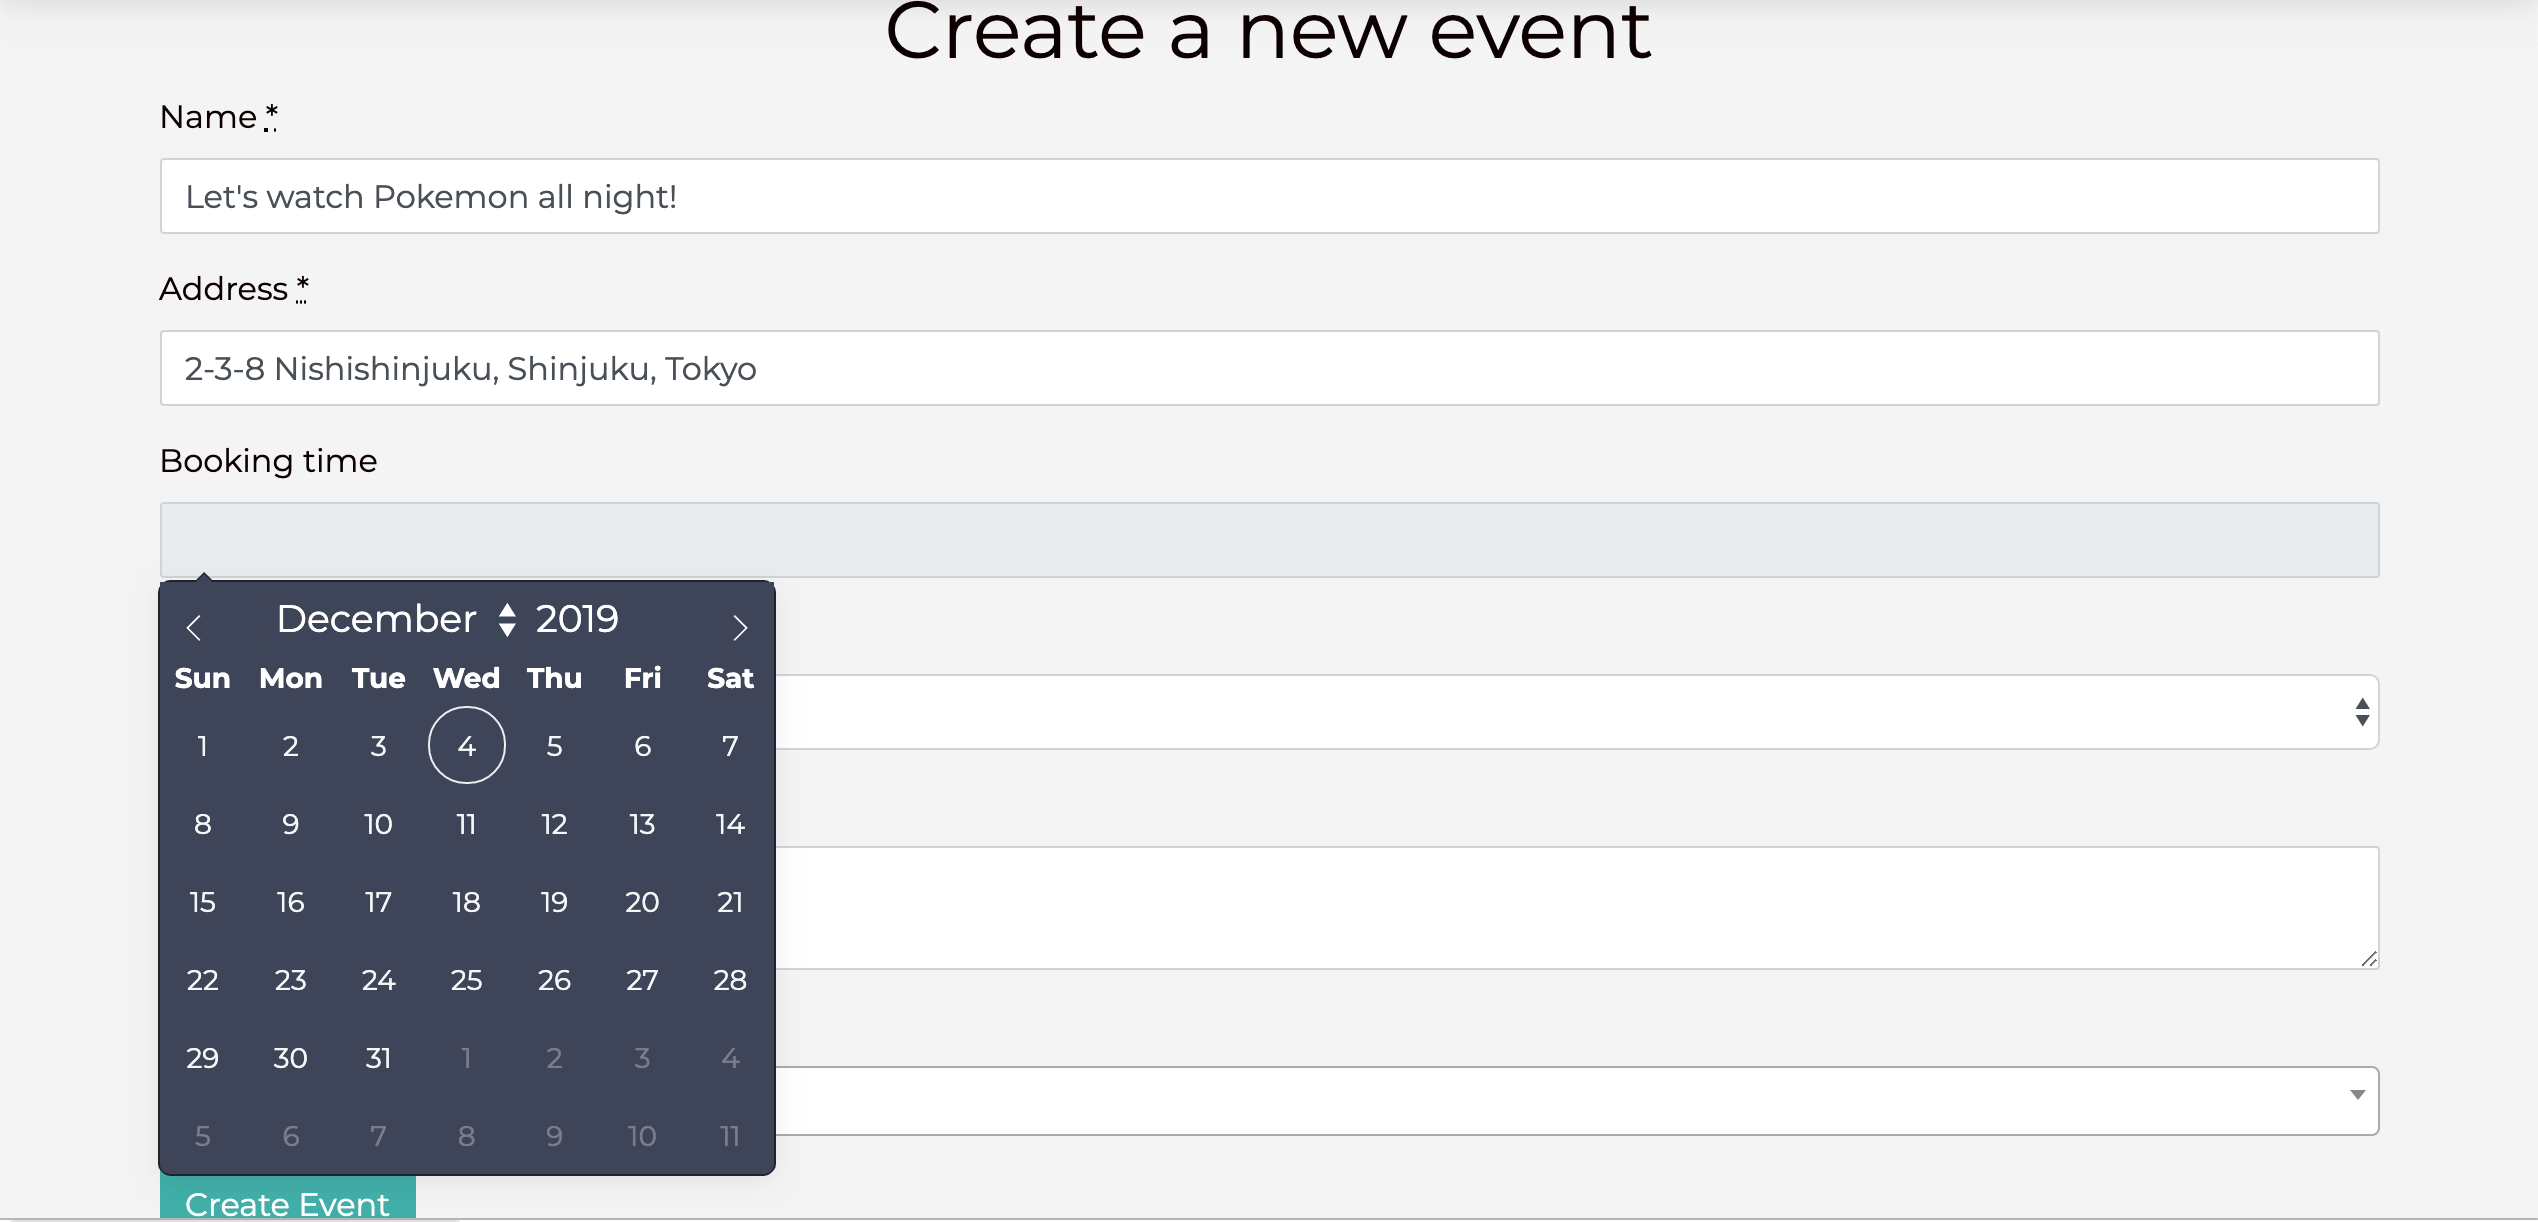 Create a new event
Name *
Let's watch Pokemon all night!
Address *
2-3-8 Nishishinjuku, Shinjuku, Tokyo
Booking time
December 2019
Sun Mon Tue Wed Thu Fri Sat
1 2 3 4 5 6 7
8 9 10 11 12 13 14
15 16 17 18 19 20 21
22 23 24 25 26 27 28
29 30 31 1 2 3 4
5 6 7 8 9 10 11
Create Event